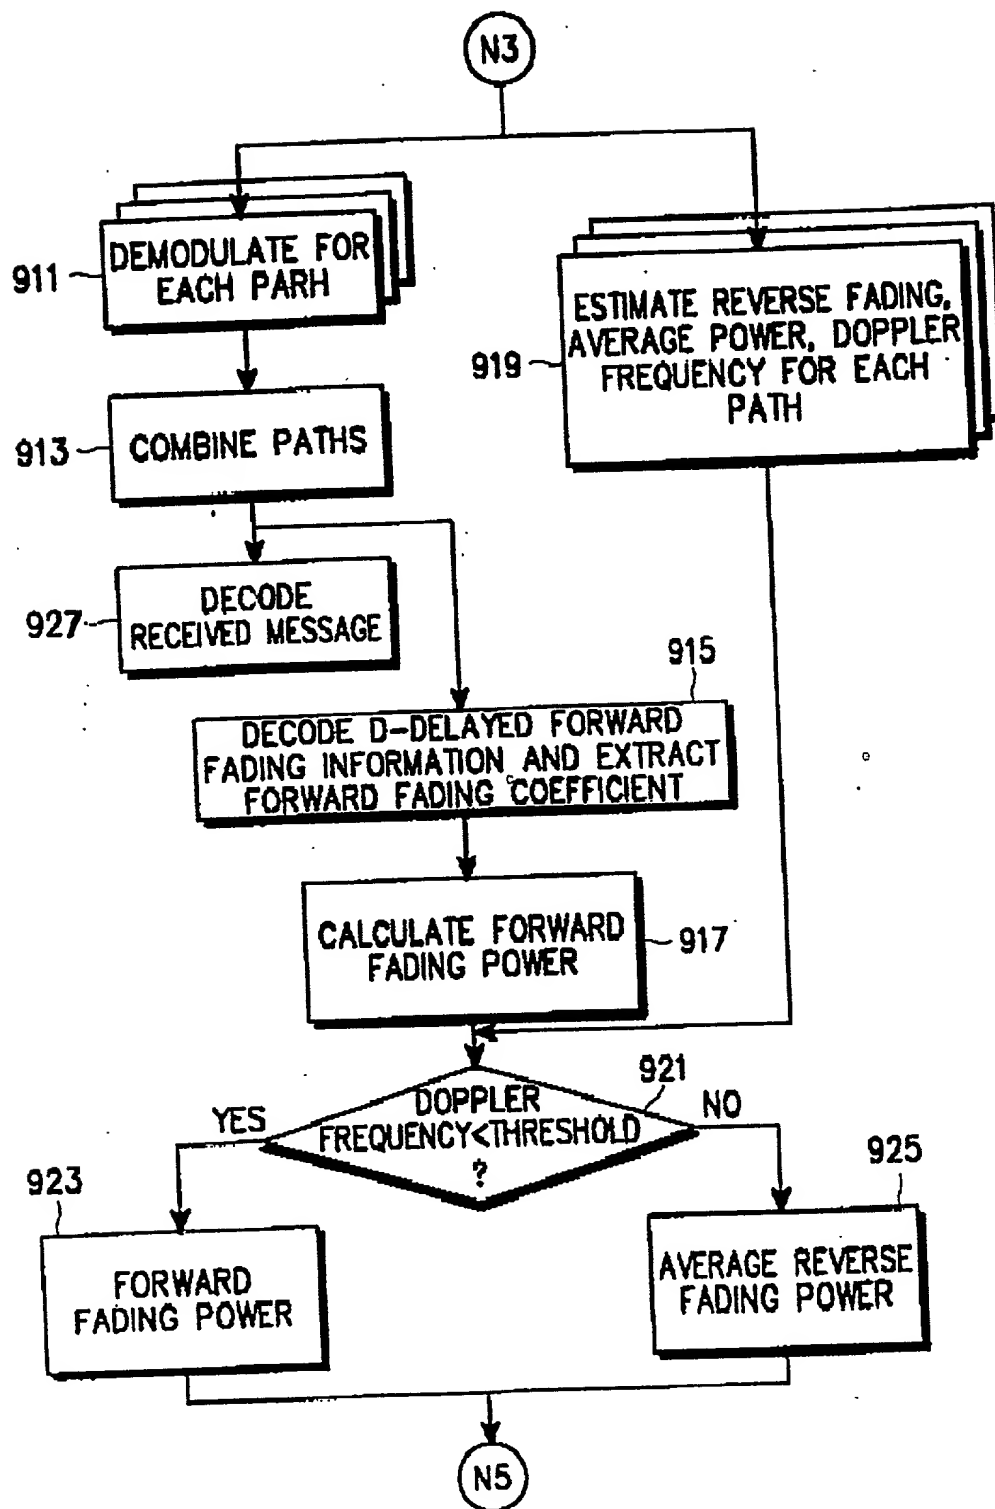 N3
DEMODULATE FOR
EACH PARH
911
ESTIMATE REVERSE FADING,
AVERAGE POWER, DOPPLER
FREQUENCY FOR EACH
PATH
919
COMBINE PATHS
913
DECODE
RECEIVED MESSAGE
927
915
DECODE D-DELAYED FORWARD
FADING INFORMATION AND EXTRACT
FORWARD FADING COEFFICIENT
CALCULATE FORWARD
FADING POWER
917
921
DOPPLER
FREQUENCY<THRESHOLD
?
YES
NO
923
FORWARD
FADING POWER
925
AVERAGE REVERSE
FADING POWER
N5